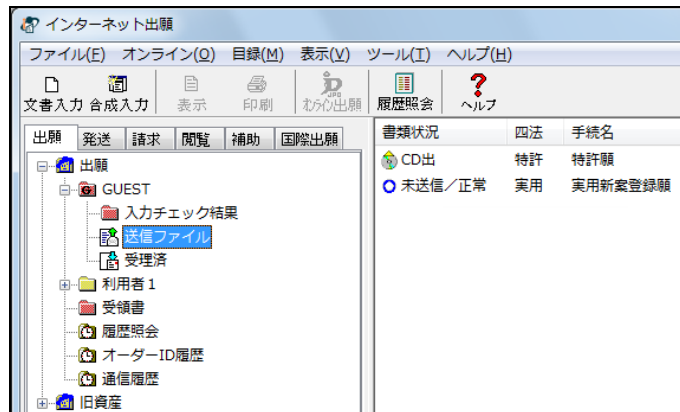 インターネット出願
ファイル(F) オンライン(O) 目録(M) 表示(V) ツール(T) ヘルプ(H)
文書入力 合成入力 表示 印刷 オンライン出願 履歴照会 ヘルプ
出願 発送 請求 閲覧 補助 国際出願
書類状況 四法 手続名
出願
GUEST
入力チェック結果
送信ファイル
受理済
利用者1
受領書
履歴照会
オーダーID履歴
通信履歴
旧資産
CD出 特許 特許願
未送信/正常 実用 実用新案登録願